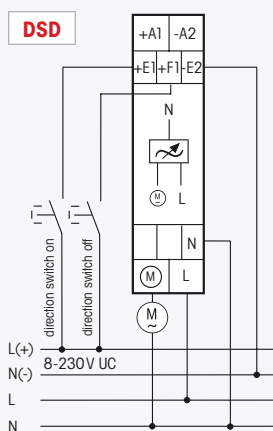 DSD
+A1 -A2
+E1 +F1 -E2
N
M L
N
M L
M
~
direction switch on
direction switch off
L(+)
8-230V UC
N(-)
L
N